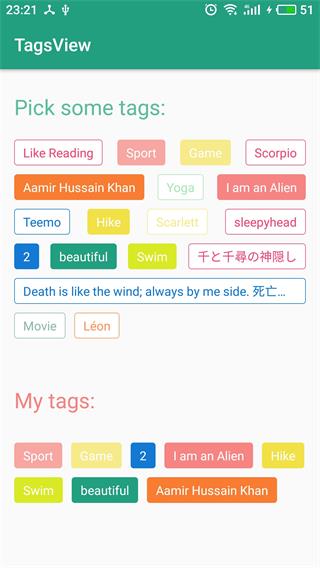 23:21 51
TagsView
Pick some tags:
Like Reading Sport Game Scorpio
Aamir Hussain Khan Yoga I am an Alien
Teemo Hike Scarlett sleepyhead
2 beautiful Swim 千と千尋の神隠し
Death is like the wind; always by my side. 死亡…
Movie Léon
My tags:
Sport Game 2 I am an Alien Hike
Swim beautiful Aamir Hussain Khan